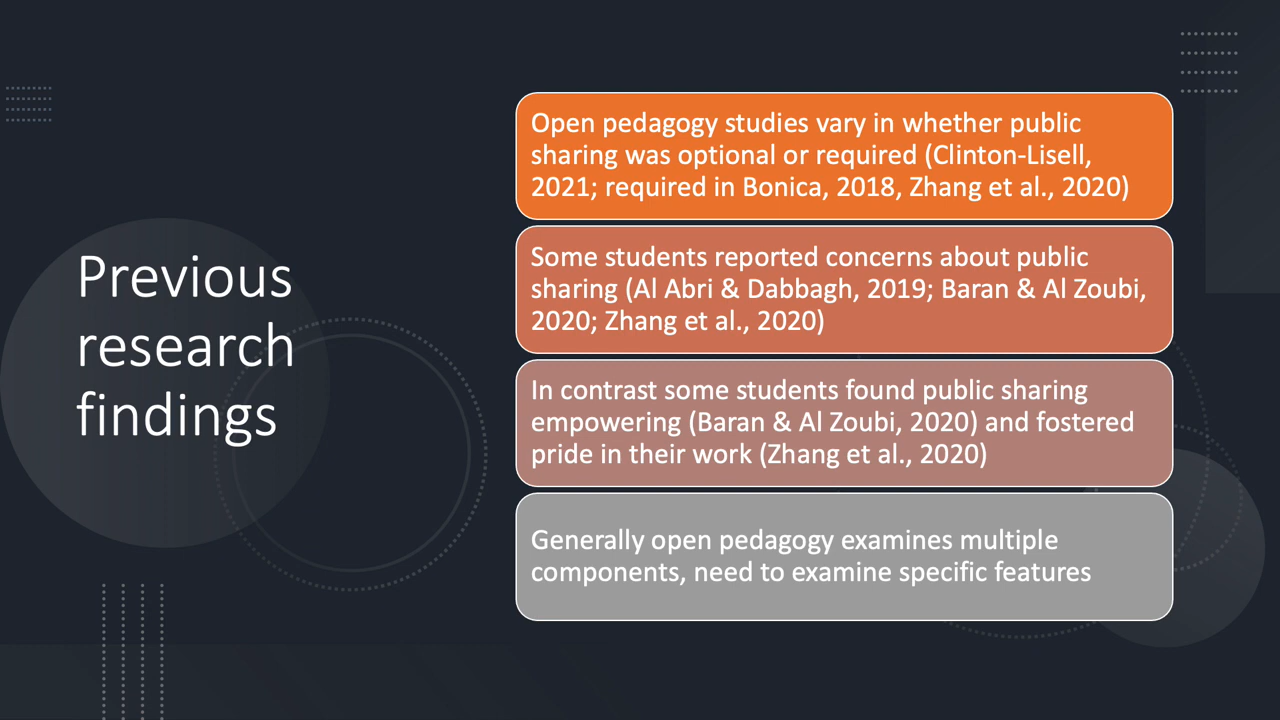 Previous
research
findings
Open pedagogy studies vary in whether public
sharing was optional or required (Clinton-Lisell,
2021; required in Bonica, 2018, Zhang et al., 2020)
Some students reported concerns about public
sharing (Al Abri & Dabbagh, 2019; Baran & Al Zoubi,
2020; Zhang et al., 2020)
In contrast some students found public sharing
empowering (Baran & Al Zoubi, 2020) and fostered
pride in their work (Zhang et al., 2020)
Generally open pedagogy examines multiple
components, need to examine specific features